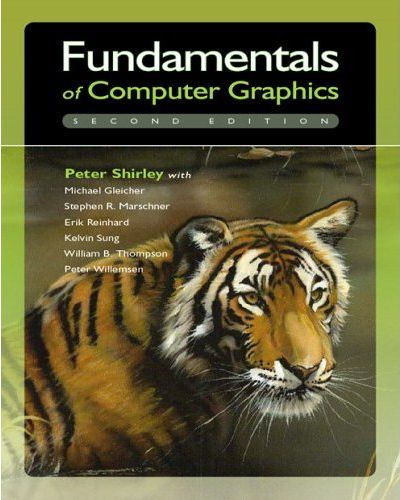 Fundamentals
of Computer Graphics
SECOND EDITION
Peter Shirley with
Michael Gleicher
Stephen R. Marschner
Erik Reinhard
Kelvin Sung
William B. Thompson
Peter Willemsen